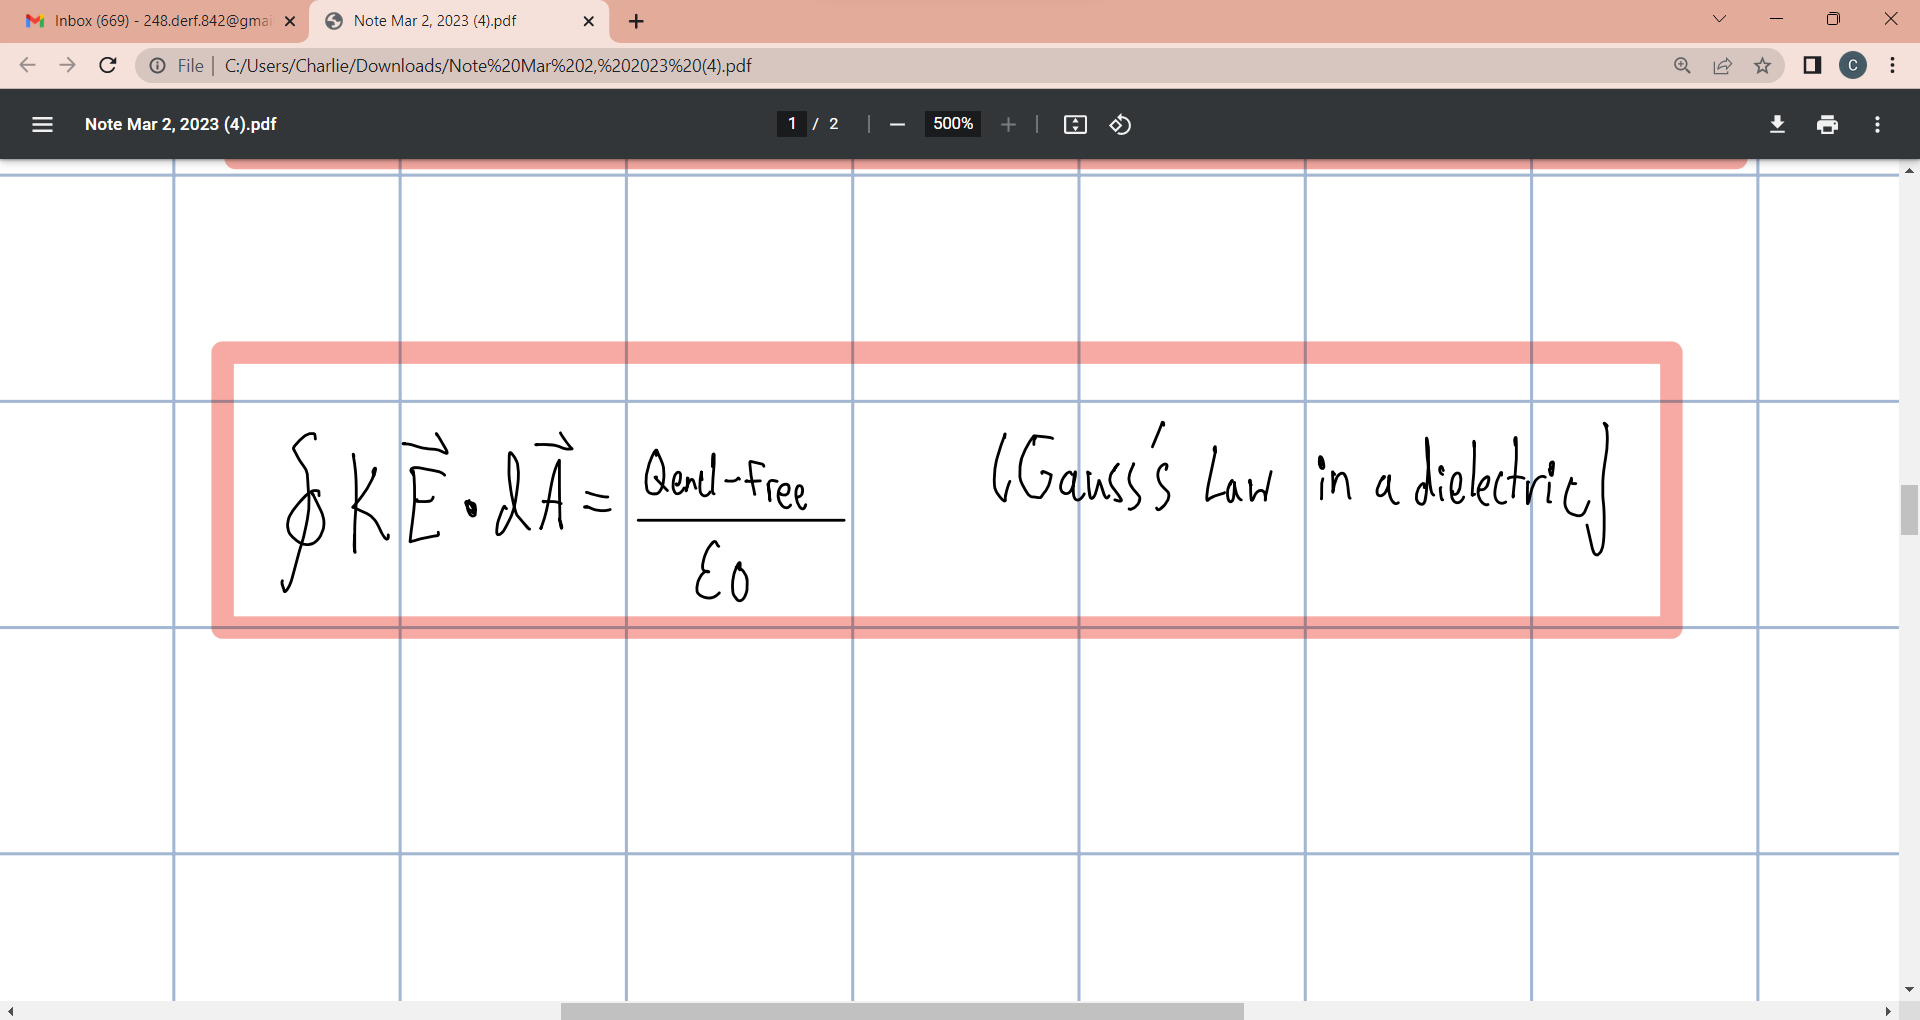 Inbox (669) - 248.derf.842@gmai
Note Mar 2, 2023 (4).pdf
File | C:/Users/Charlie/Downloads/Note%20Mar%202,%202023%20(4).pdf
C
Note Mar 2, 2023 (4).pdf
1 / 2 | − 500% + |
∮ K E⃗ · dA⃗ = Qencl-Free / ε0 (Gauss's Law in a dielectric)